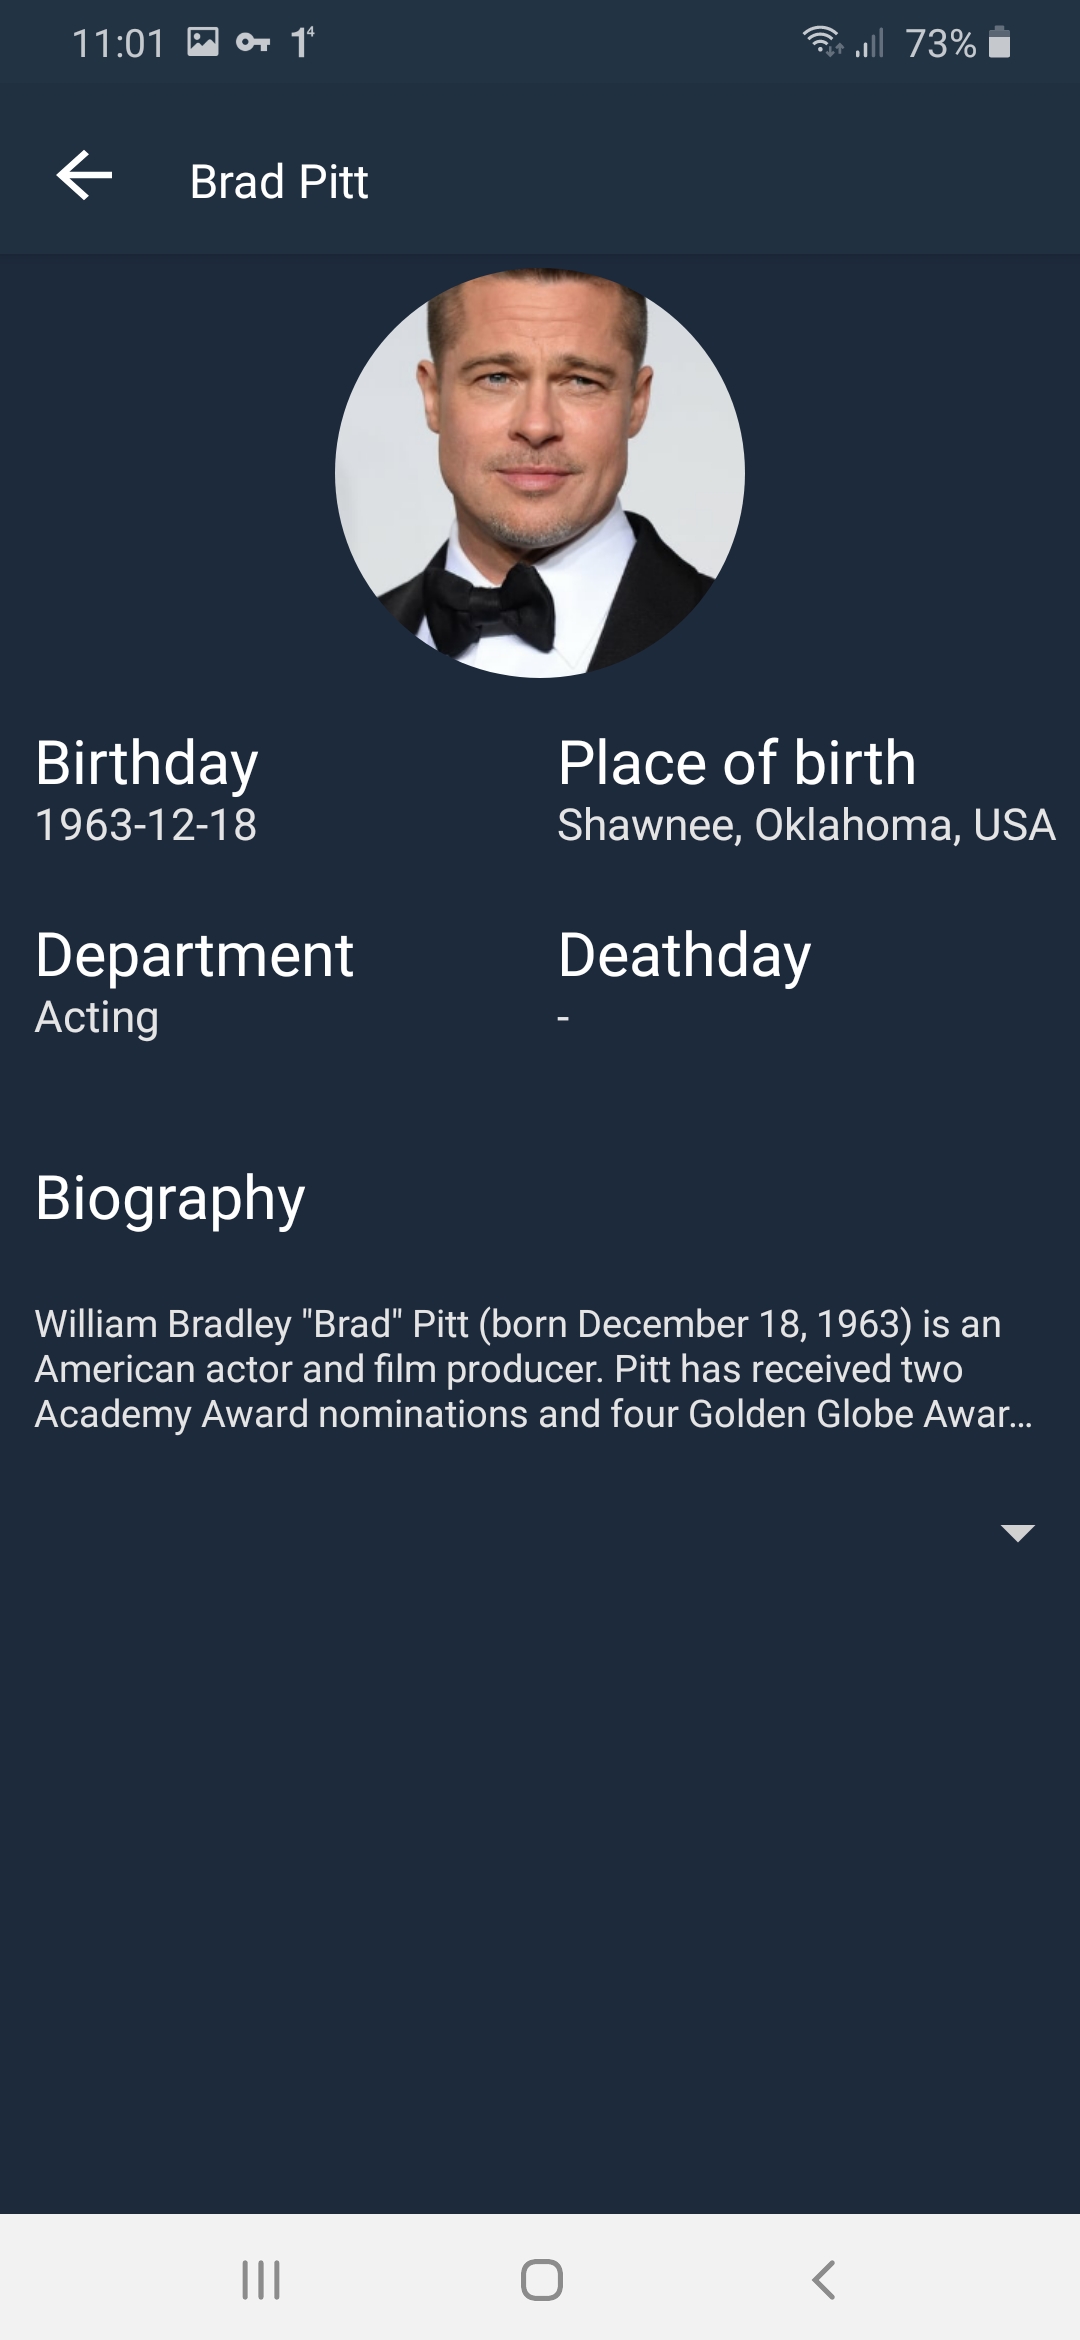 11:01 1⁴ 73%
Brad Pitt
Birthday
1963-12-18
Place of birth
Shawnee, Oklahoma, USA
Department
Acting
Deathday
-
Biography
William Bradley "Brad" Pitt (born December 18, 1963) is an
American actor and film producer. Pitt has received two
Academy Award nominations and four Golden Globe Awar...